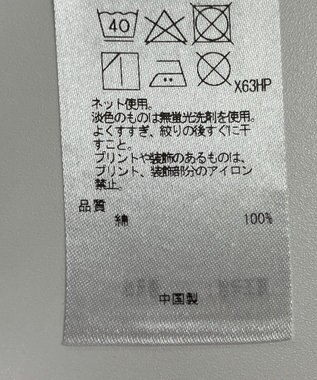 40
X63HP
ネット使用。
淡色のものは無蛍光洗剤を使用。
よくすすぎ、絞りの後すぐに干
すこと。
プリントや装飾のあるものは、
プリント、装飾部分のアイロン
禁止。
品質
綿 100%
中国製